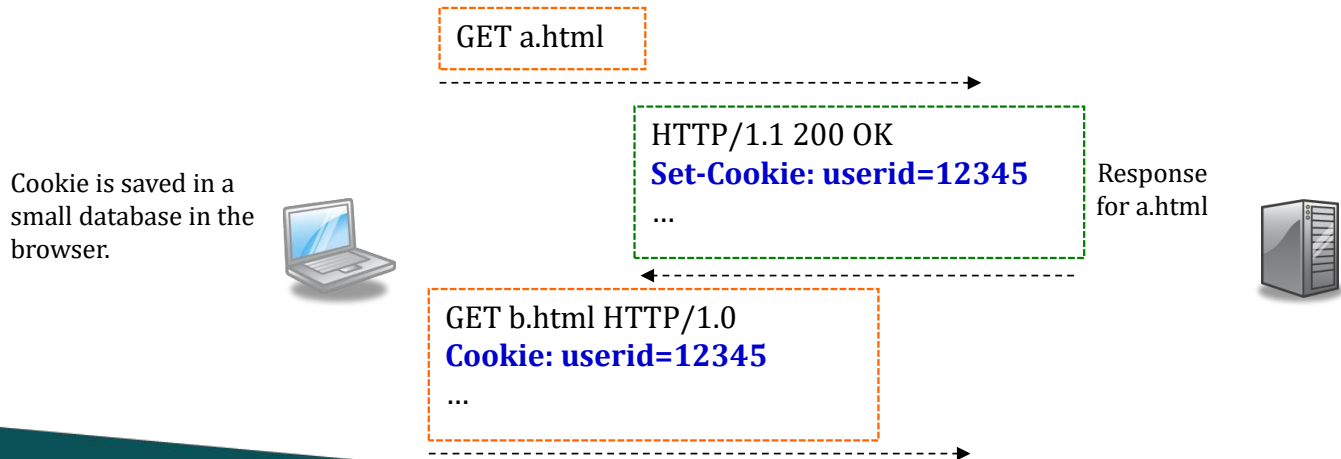 GET a.html
HTTP/1.1 200 OK
Set-Cookie: userid=12345
…
Response
for a.html
Cookie is saved in a
small database in the
browser.
GET b.html HTTP/1.0
Cookie: userid=12345
…